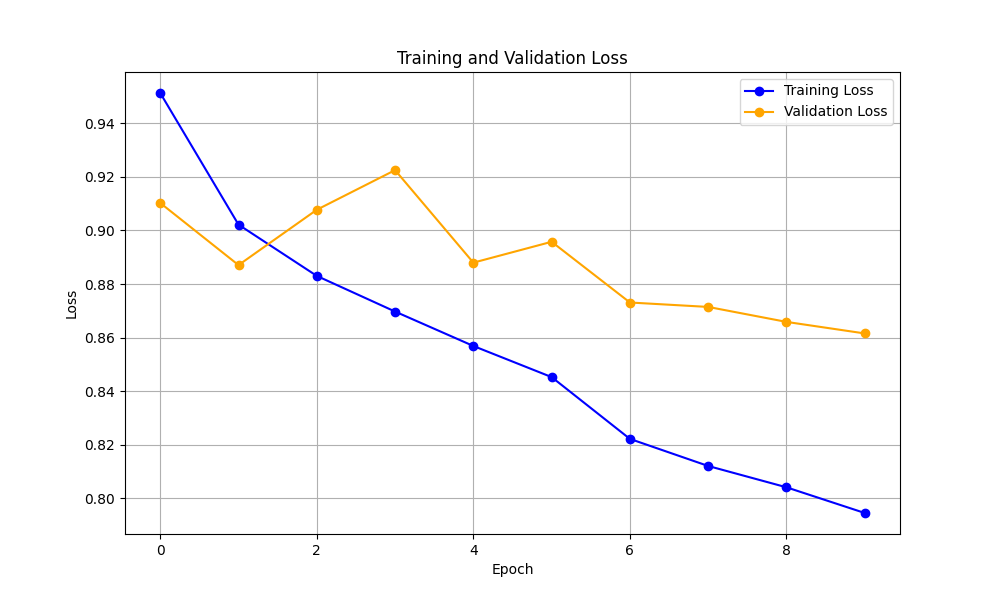 Training and Validation Loss
Training Loss
Validation Loss
Loss
0.94
0.92
0.90
0.88
0.86
0.84
0.82
0.80
0 2 4 6 8
Epoch